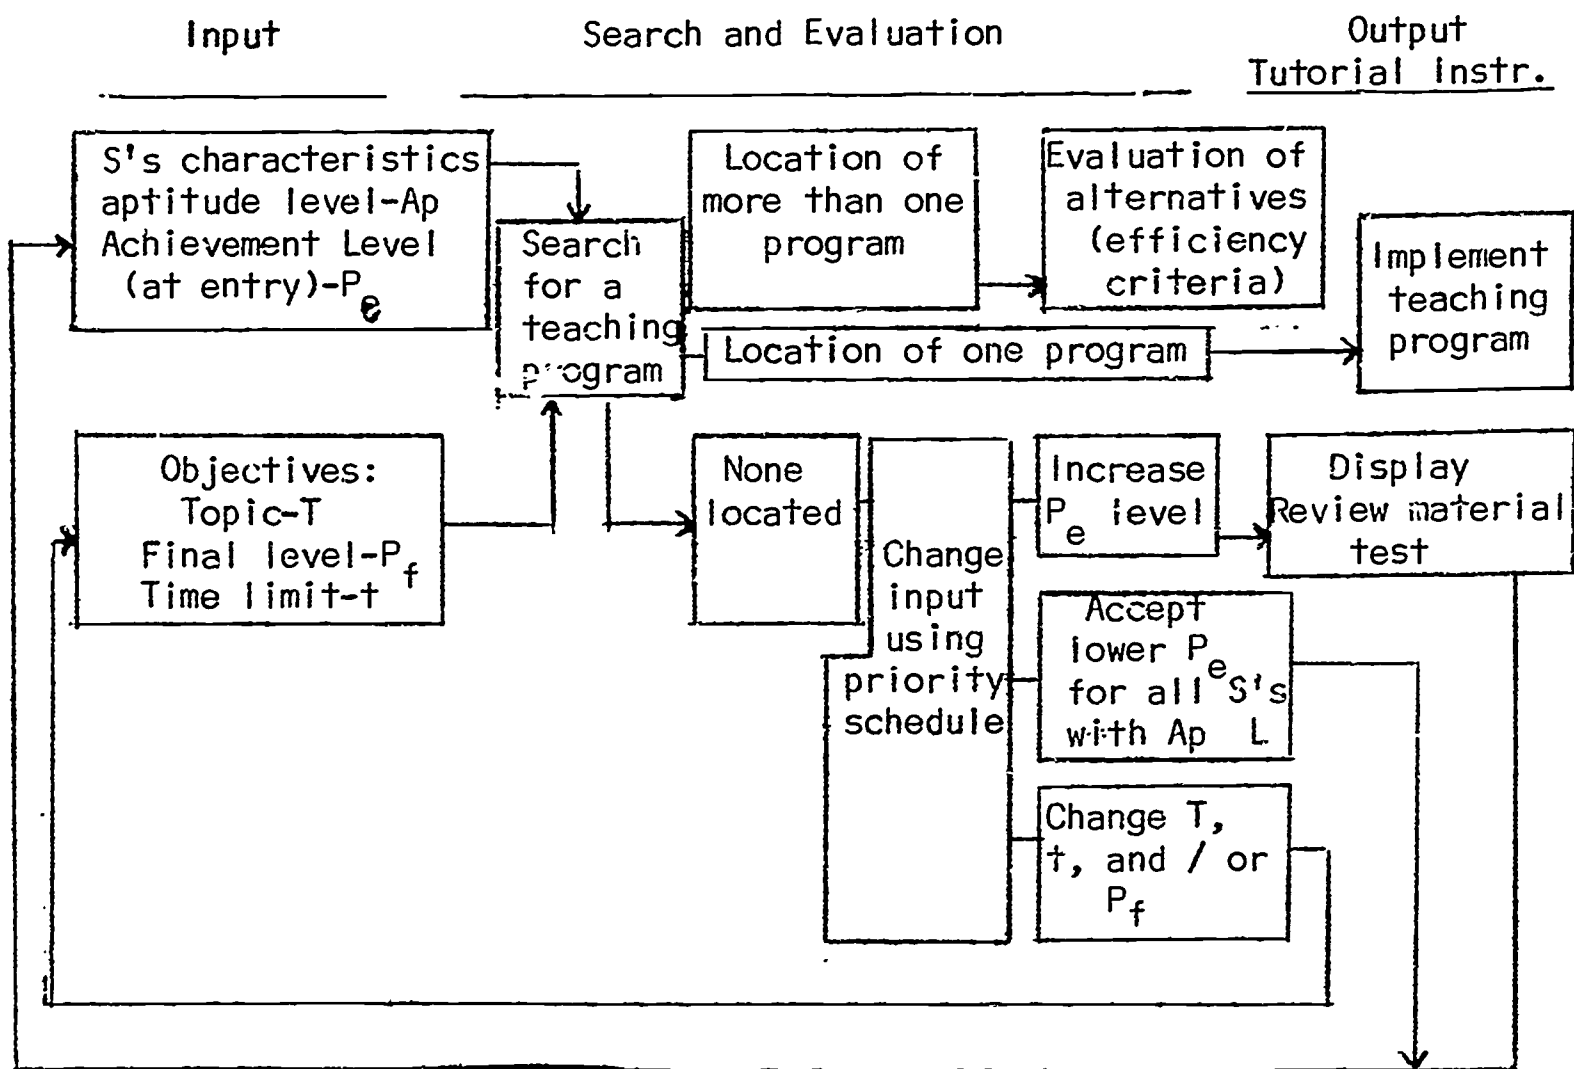 Input
Search and Evaluation
Output
Tutorial Instr.
S's characteristics
aptitude level-Ap
Achievement Level
(at entry)-Pe
Search
for a
teaching
program
Location of
more than one
program
Evaluation of
alternatives
(efficiency
criteria)
Location of one program
Implement
teaching
program
Objectives:
Topic-T
Final level-Pf
Time limit-t
None
located
Change
input
using
priority
schedule
Increase
Pe level
Display
Review material
test
Accept
lower Pe
for all S's
with Ap L
Change T,
t, and / or
Pf